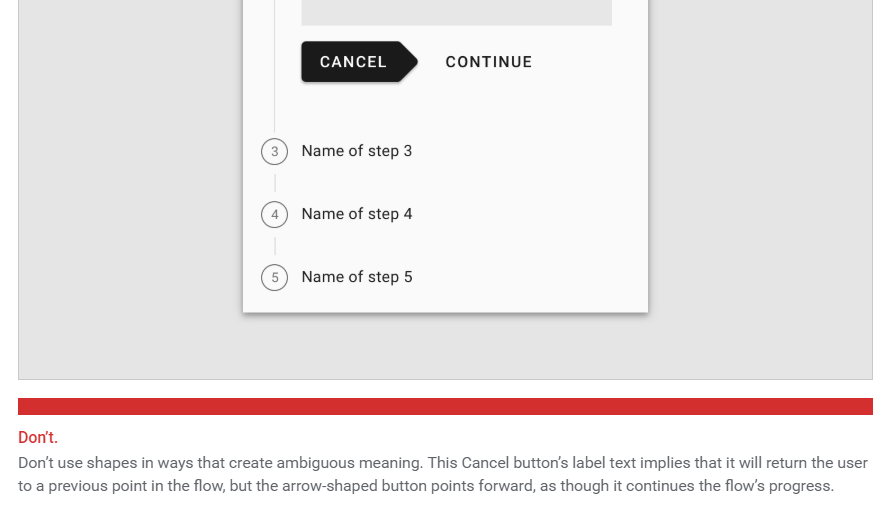 CANCEL CONTINUE
3 Name of step 3
4 Name of step 4
5 Name of step 5
Don’t.
Don’t use shapes in ways that create ambiguous meaning. This Cancel button’s label text implies that it will return the user
to a previous point in the flow, but the arrow-shaped button points forward, as though it continues the flow’s progress.